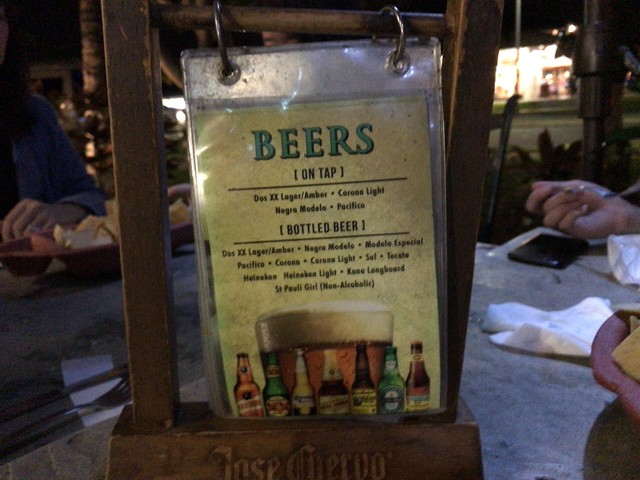 BEERS
[ ON TAP ]
Dos XX Lager/Amber • Corona Light
Negra Modelo • Pacifico
[ BOTTLED BEER ]
Dos XX Lager/Amber • Negra Modelo • Modelo Especial
Pacifico • Corona • Corona Light • Sol • Tecate
Heineken Heineken Light • Kona Longboard
St Pauli Girl (Non-Alcoholic)
Jose Cuervo